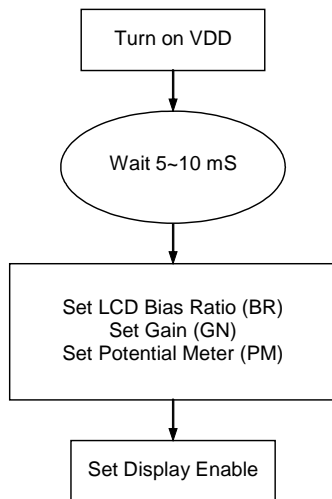 Turn on VDD
Wait 5~10 mS
Set LCD Bias Ratio (BR)
Set Gain (GN)
Set Potential Meter (PM)
Set Display Enable